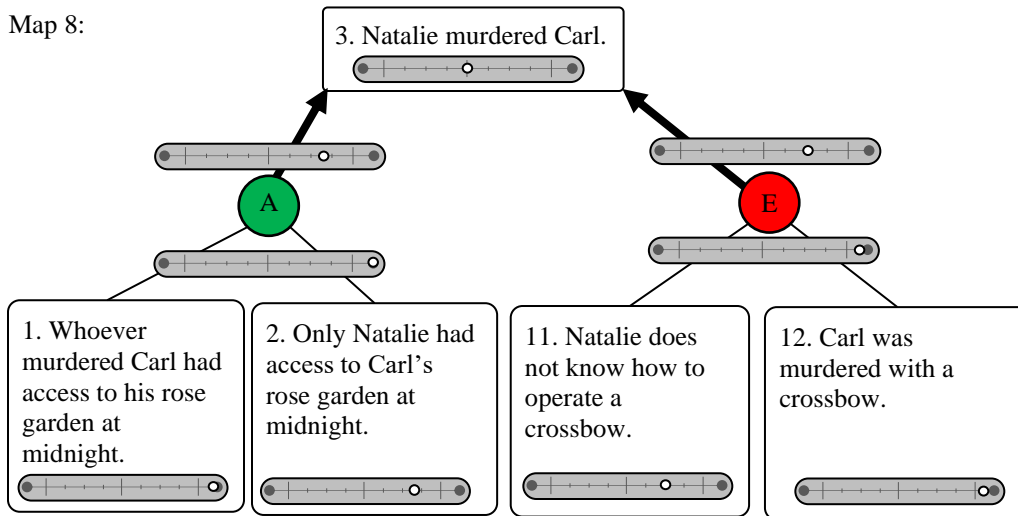 Map 8:
3. Natalie murdered Carl.
A
E
1. Whoever
murdered Carl had
access to his rose
garden at
midnight.
2. Only Natalie had
access to Carl’s
rose garden at
midnight.
11. Natalie does
not know how to
operate a
crossbow.
12. Carl was
murdered with a
crossbow.